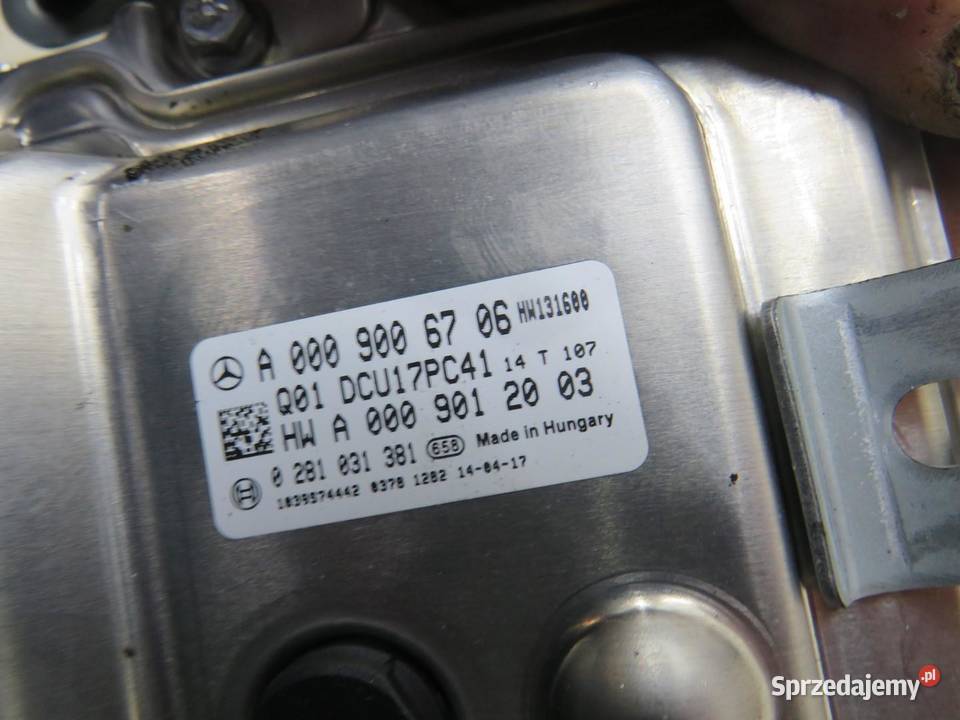 A 000 900 67 06 HW131600
Q01 DCU17PC41 14 T 107
HW A 000 901 20 03
0 281 031 381 658 Made in Hungary
1039S74442 0378 1282 14-04-17
Sprzedajemy.pl